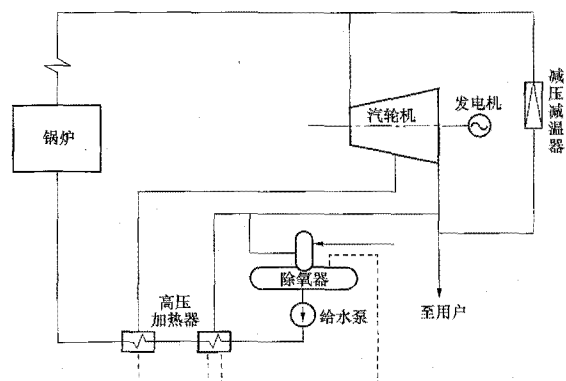 锅炉
汽轮机
发电机
减压减温器
除氧器
高压
加热器
给水泵
至用户